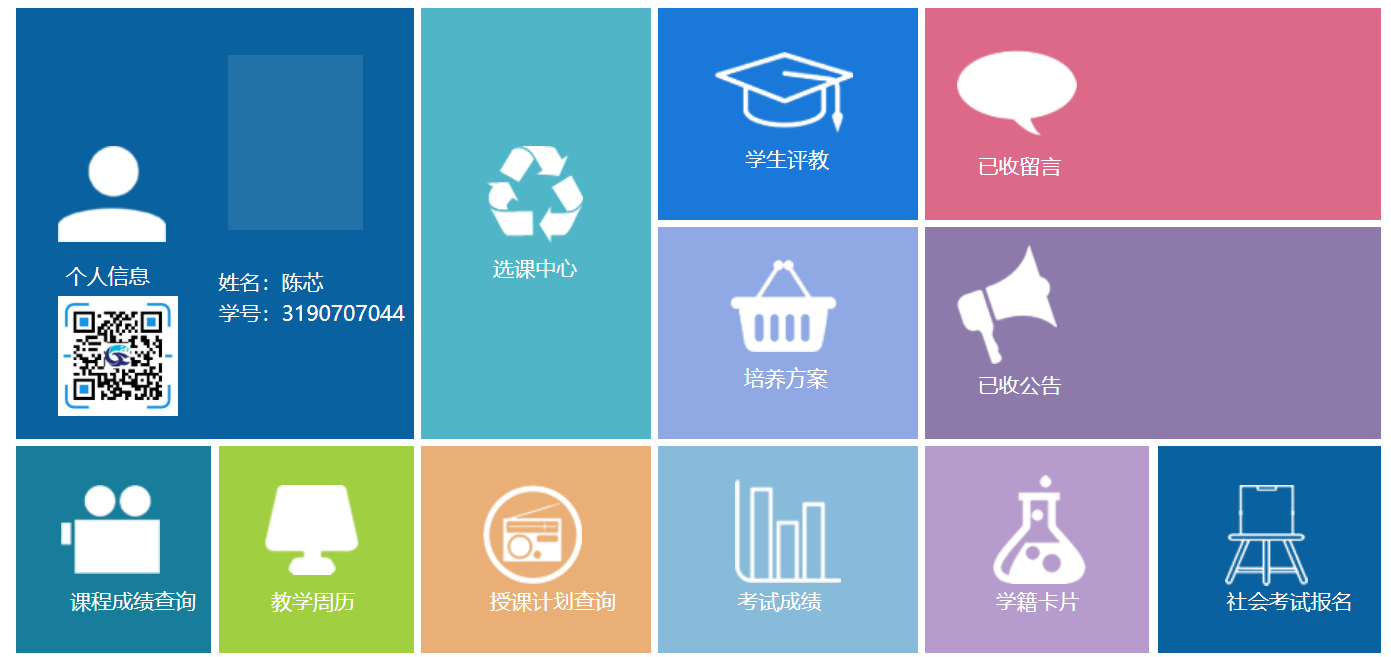 个人信息
姓名：陈芯
学号：3190707044
选课中心
学生评教
已收留言
培养方案
已收公告
课程成绩查询
教学周历
授课计划查询
考试成绩
学籍卡片
社会考试报名